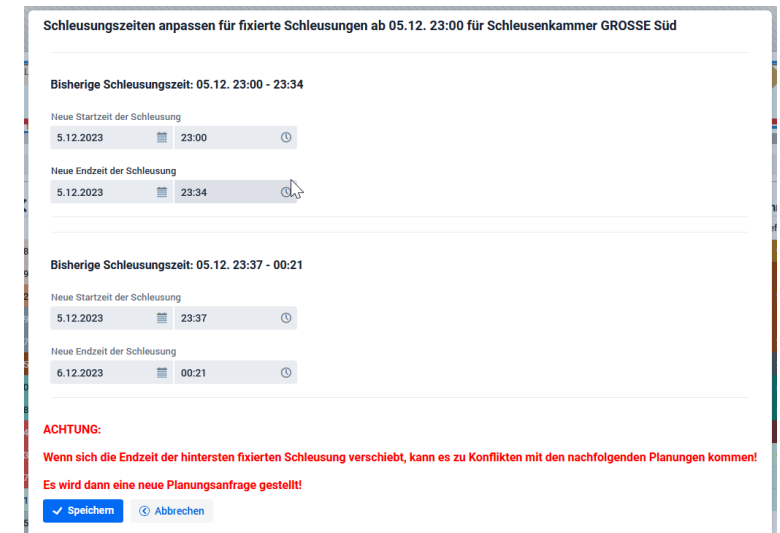 Schleusungszeiten anpassen für fixierte Schleusungen ab 05.12. 23:00 für Schleusenkammer GROSSE Süd
Bisherige Schleusungszeit: 05.12. 23:00 - 23:34
Neue Startzeit der Schleusung
5.12.2023 23:00
Neue Endzeit der Schleusung
5.12.2023 23:34
Bisherige Schleusungszeit: 05.12. 23:37 - 00:21
Neue Startzeit der Schleusung
5.12.2023 23:37
Neue Endzeit der Schleusung
6.12.2023 00:21
ACHTUNG:
Wenn sich die Endzeit der hintersten fixierten Schleusung verschiebt, kann es zu Konflikten mit den nachfolgenden Planungen kommen!
Es wird dann eine neue Planungsanfrage gestellt!
Speichern Abbrechen